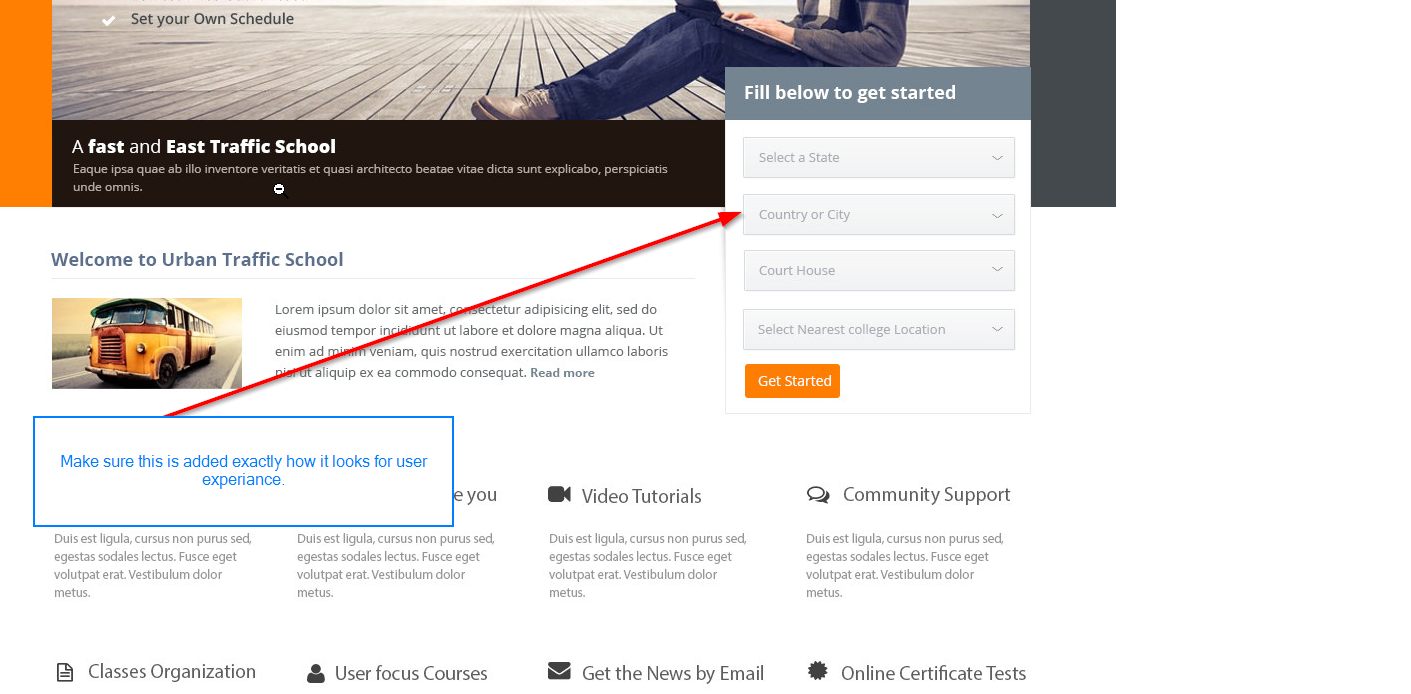 Set your Own Schedule
Fill below to get started
A fast and East Traffic School
Eaque ipsa quae ab illo inventore veritatis et quasi architecto beatae vitae dicta sunt explicabo, perspiciatis
unde omnis.
Select a State
Country or City
Court House
Select Nearest college Location
Get Started
Welcome to Urban Traffic School
Lorem ipsum dolor sit amet, consectetur adipisicing elit, sed do
eiusmod tempor incididunt ut labore et dolore magna aliqua. Ut
enim ad minim veniam, quis nostrud exercitation ullamco laboris
nisi ut aliquip ex ea commodo consequat. Read more
Make sure this is added exactly how it looks for user
experiance.
e you
Video Tutorials
Community Support
Duis est ligula, cursus non purus sed,
egestas sodales lectus. Fusce eget
volutpat erat. Vestibulum dolor
metus.
Duis est ligula, cursus non purus sed,
egestas sodales lectus. Fusce eget
volutpat erat. Vestibulum dolor
metus.
Duis est ligula, cursus non purus sed,
egestas sodales lectus. Fusce eget
volutpat erat. Vestibulum dolor
metus.
Duis est ligula, cursus non purus sed,
egestas sodales lectus. Fusce eget
volutpat erat. Vestibulum dolor
metus.
Classes Organization
User focus Courses
Get the News by Email
Online Certificate Tests